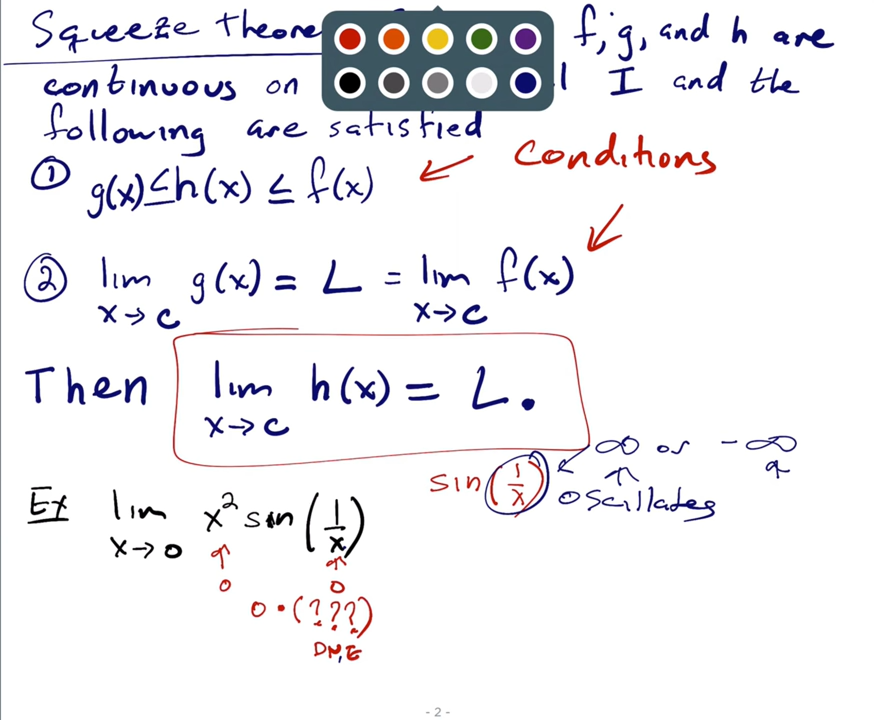 Squeeze Theore f, g, and h are
continuous on I and the
following are satisfied
① g(x) ≤ h(x) ≤ f(x) ← Conditions
② lim x→c g(x) = L = lim x→c f(x)
Then lim x→c h(x) = L.
sin(1/x) ← ∞ or -∞
oscillates
Ex lim x→0 x² sin(1/x)
↑ ↑
0 0
0 · (???)
DNE
- 2 -